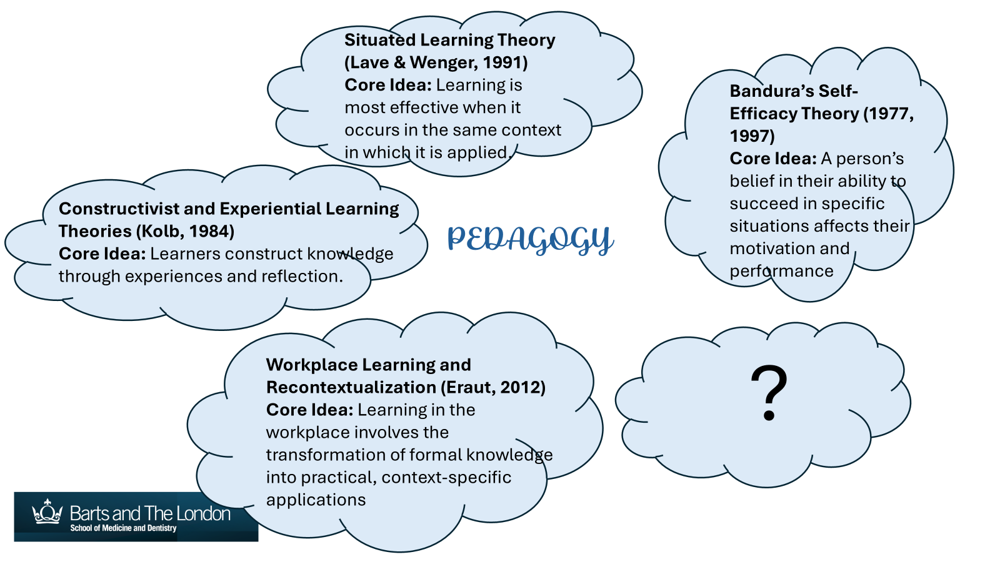 Situated Learning Theory
(Lave & Wenger, 1991)
Core Idea: Learning is
most effective when it
occurs in the same context
in which it is applied.
Bandura’s Self-
Efficacy Theory (1977,
1997)
Core Idea: A person’s
belief in their ability to
succeed in specific
situations affects their
motivation and
performance
Constructivist and Experiential Learning
Theories (Kolb, 1984)
Core Idea: Learners construct knowledge
through experiences and reflection.
PEDAGOGY
Workplace Learning and
Recontextualization (Eraut, 2012)
Core Idea: Learning in the
workplace involves the
transformation of formal knowledge
into practical, context-specific
applications
?
Barts and The London
School of Medicine and Dentistry